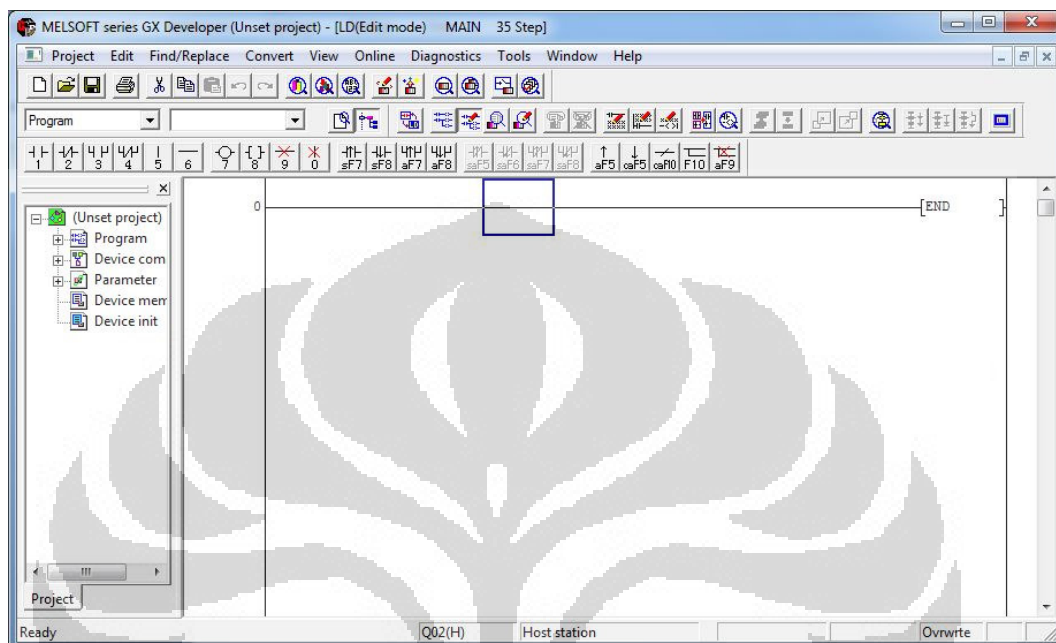 MELSOFT series GX Developer (Unset project) - [LD(Edit mode) MAIN 35 Step]
Project Edit Find/Replace Convert View Online Diagnostics Tools Window Help
Program
1 2 3 4 5 6 7 8 9 0 sF7 sF8 aF7 aF8 saF5 saF6 saF7 saF8 aF5 caF5 caF10 F10 aF9
0 END
(Unset project)
Program
Device com
Parameter
Device mem
Device init
Project
Ready Q02(H) Host station Ovrwrte